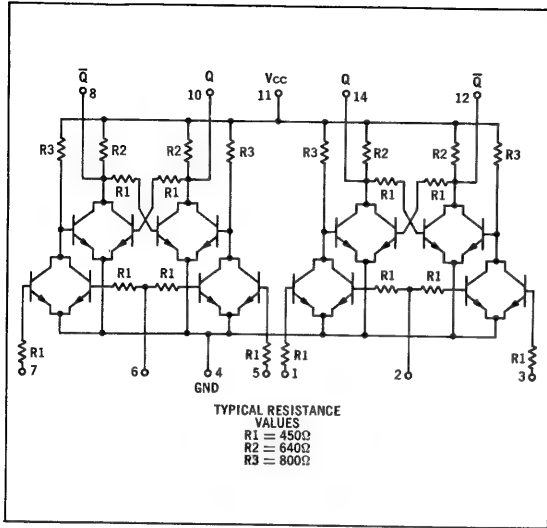 Q̅ Q Vcc Q Q̅
8 10 11 14 12
R3 R2 R2 R3 R3 R2 R2 R3
R1 R1 R1 R1
R1 R1 R1 R1
R1 R1 R1 R1
7 6 4 5 1 2 3
GND
TYPICAL RESISTANCE
VALUES
R1 = 450Ω
R2 = 640Ω
R3 = 800Ω